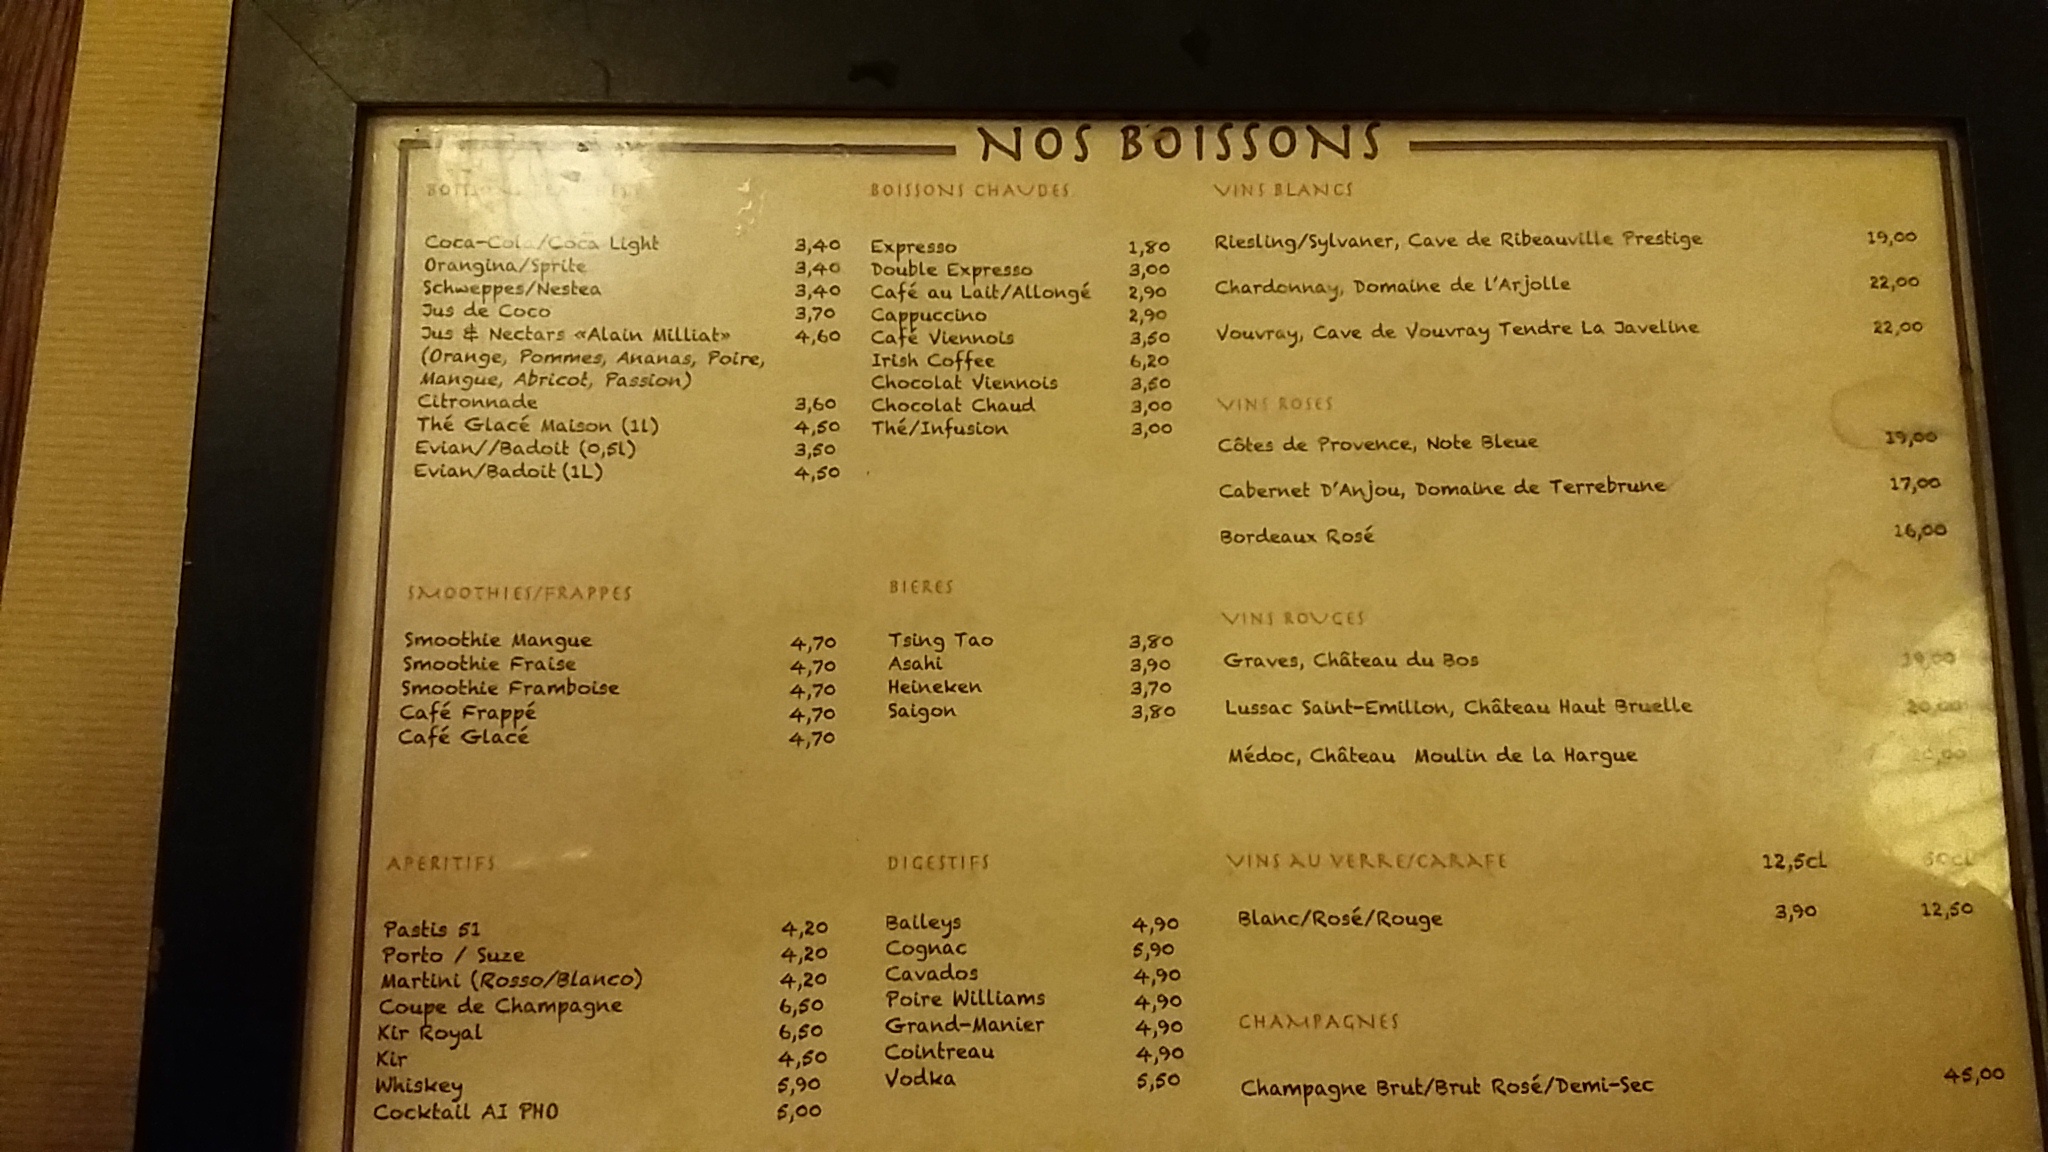 NOS BOISSONS
BOISSONS
Coca-Cola/Coca Light 3,40
Orangina/Sprite 3,40
Schweppes/Nestea 3,40
Jus de Coco 3,70
Jus & Nectars «Alain Milliat» 4,60
(Orange, Pommes, Ananas, Poire,
Mangue, Abricot, Passion)
Citronnade 3,60
Thé Glacé Maison (1l) 4,50
Evian//Badoit (0,5l) 3,50
Evian/Badoit (1L) 4,50
SMOOTHIES/FRAPPES
Smoothie Mangue 4,70
Smoothie Fraise 4,70
Smoothie Framboise 4,70
Café Frappé 4,70
Café Glacé 4,70
APERITIFS
Pastis 51 4,20
Porto / Suze 4,20
Martini (Rosso/Blanco) 4,20
Coupe de Champagne 6,50
Kir Royal 6,50
Kir 4,50
Whiskey 5,90
Cocktail AI PHO 5,00
BOISSONS CHAUDES
Expresso 1,80
Double Expresso 3,00
Café au Lait/Allongé 2,90
Cappuccino 2,90
Café Viennois 3,50
Irish Coffee 6,20
Chocolat Viennois 3,50
Chocolat Chaud 3,00
Thé/Infusion 3,00
BIERES
Tsing Tao 3,80
Asahi 3,90
Heineken 3,70
Saigon 3,80
DIGESTIFS
Baileys 4,90
Cognac 5,90
Cavados 4,90
Poire Williams 4,90
Grand-Manier 4,90
Cointreau 4,90
Vodka 5,50
VINS BLANCS
Riesling/Sylvaner, Cave de Ribeauville Prestige 19,00
Chardonnay, Domaine de l'Arjolle 22,00
Vouvray, Cave de Vouvray Tendre La Javeline 22,00
VINS ROSES
Côtes de Provence, Note Bleue 19,00
Cabernet D'Anjou, Domaine de Terrebrune 17,00
Bordeaux Rosé 16,00
VINS ROUGES
Graves, Château du Bos 19,00
Lussac Saint-Emilion, Château Haut Bruelle 20,00
Médoc, Château Moulin de la Hargue
VINS AU VERRE/CARAFE 12,5cl 50cl
Blanc/Rosé/Rouge 3,90 12,50
CHAMPAGNES
Champagne Brut/Brut Rosé/Demi-Sec 45,00